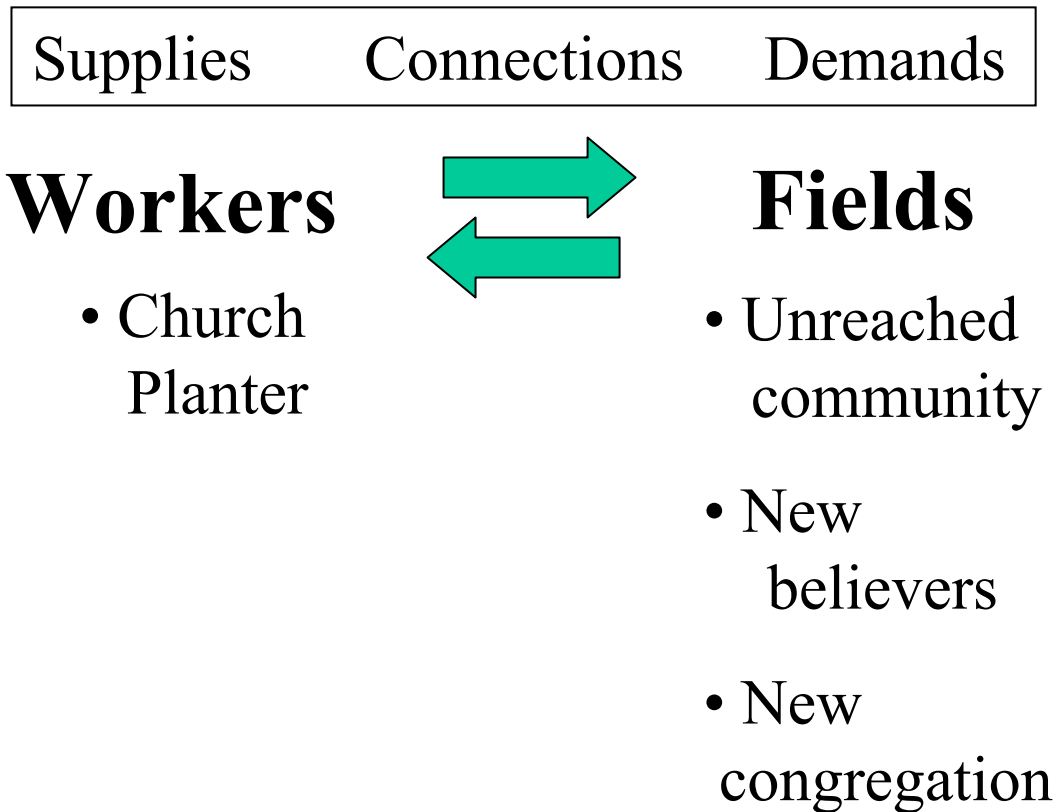 Supplies Connections Demands
Workers
Fields
• Church
Planter
• Unreached
community
• New
believers
• New
congregation